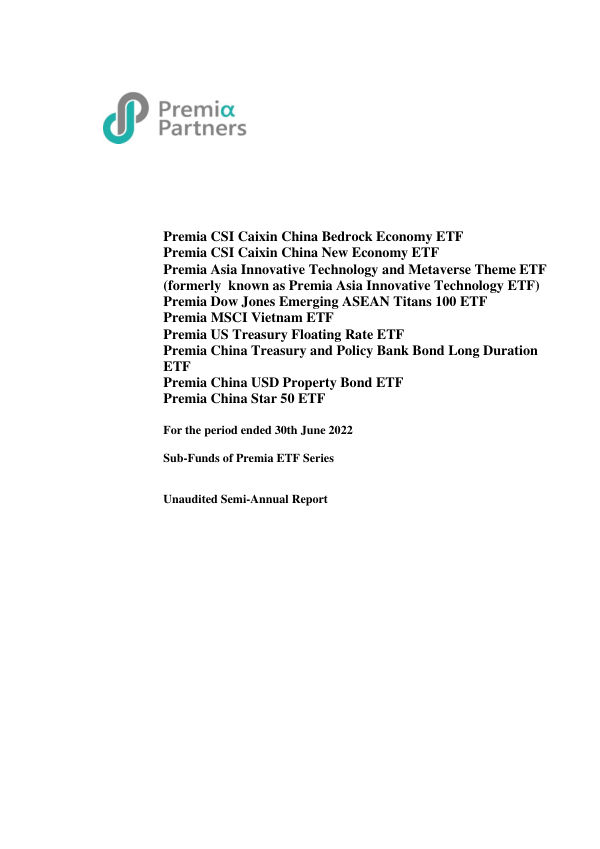 Premiα
Partners
Premia CSI Caixin China Bedrock Economy ETF
Premia CSI Caixin China New Economy ETF
Premia Asia Innovative Technology and Metaverse Theme ETF
(formerly known as Premia Asia Innovative Technology ETF)
Premia Dow Jones Emerging ASEAN Titans 100 ETF
Premia MSCI Vietnam ETF
Premia US Treasury Floating Rate ETF
Premia China Treasury and Policy Bank Bond Long Duration
ETF
Premia China USD Property Bond ETF
Premia China Star 50 ETF
For the period ended 30th June 2022
Sub-Funds of Premia ETF Series
Unaudited Semi-Annual Report